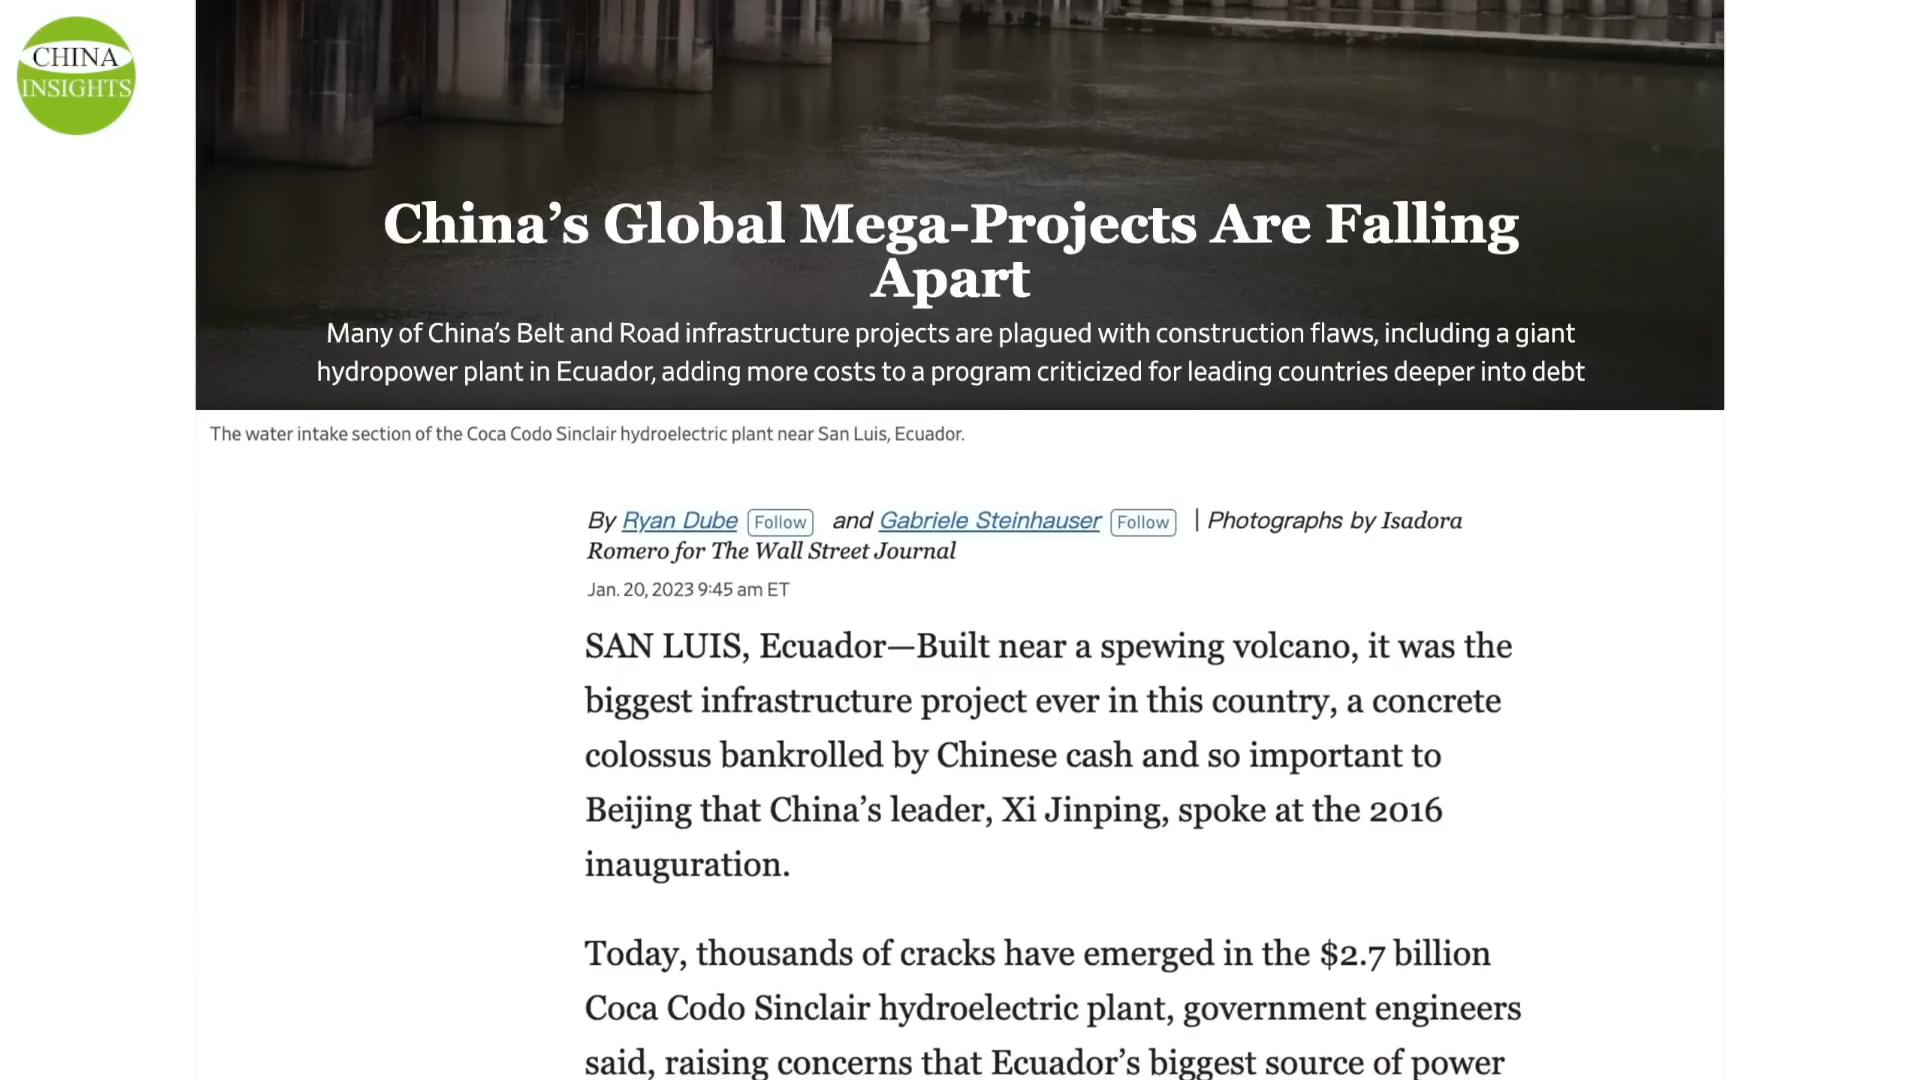 CHINA
INSIGHTS
China’s Global Mega-Projects Are Falling
Apart
Many of China’s Belt and Road infrastructure projects are plagued with construction flaws, including a giant
hydropower plant in Ecuador, adding more costs to a program criticized for leading countries deeper into debt
The water intake section of the Coca Codo Sinclair hydroelectric plant near San Luis, Ecuador.
By Ryan Dube Follow and Gabriele Steinhauser Follow | Photographs by Isadora
Romero for The Wall Street Journal
Jan. 20, 2023 9:45 am ET
SAN LUIS, Ecuador—Built near a spewing volcano, it was the
biggest infrastructure project ever in this country, a concrete
colossus bankrolled by Chinese cash and so important to
Beijing that China’s leader, Xi Jinping, spoke at the 2016
inauguration.
Today, thousands of cracks have emerged in the $2.7 billion
Coca Codo Sinclair hydroelectric plant, government engineers
said, raising concerns that Ecuador’s biggest source of power